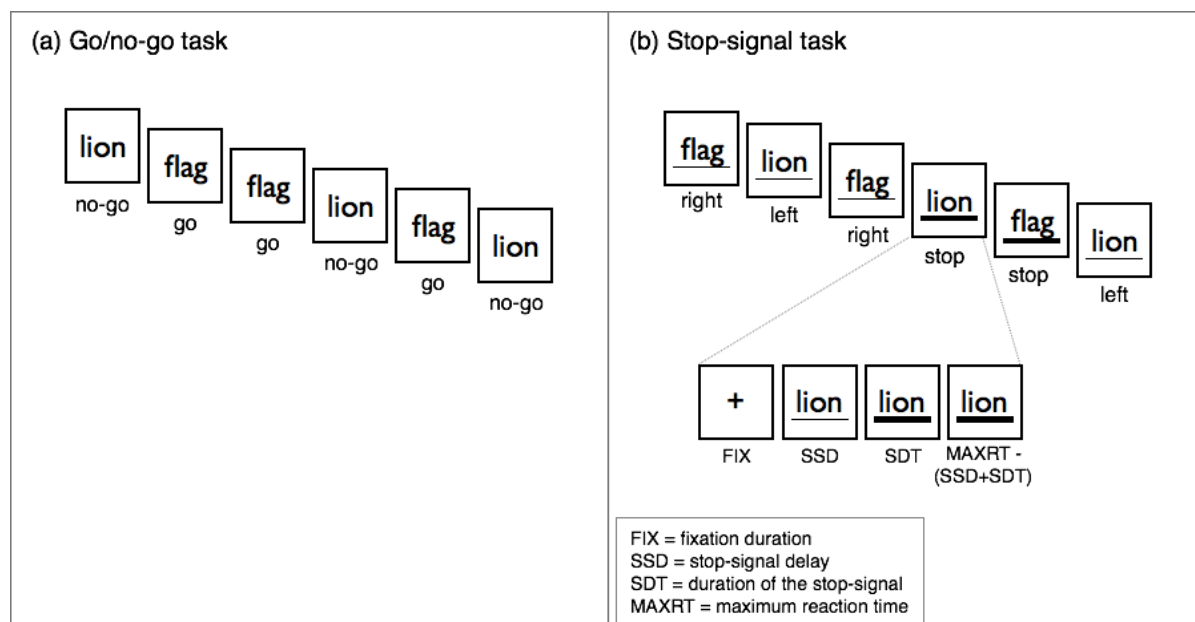 (a) Go/no-go task
lion
no-go
flag
go
flag
go
lion
no-go
flag
go
lion
no-go
(b) Stop-signal task
flag
right
lion
left
flag
right
lion
stop
flag
stop
lion
left
+
FIX
lion
SSD
lion
SDT
lion
MAXRT -
(SSD+SDT)
FIX = fixation duration
SSD = stop-signal delay
SDT = duration of the stop-signal
MAXRT = maximum reaction time